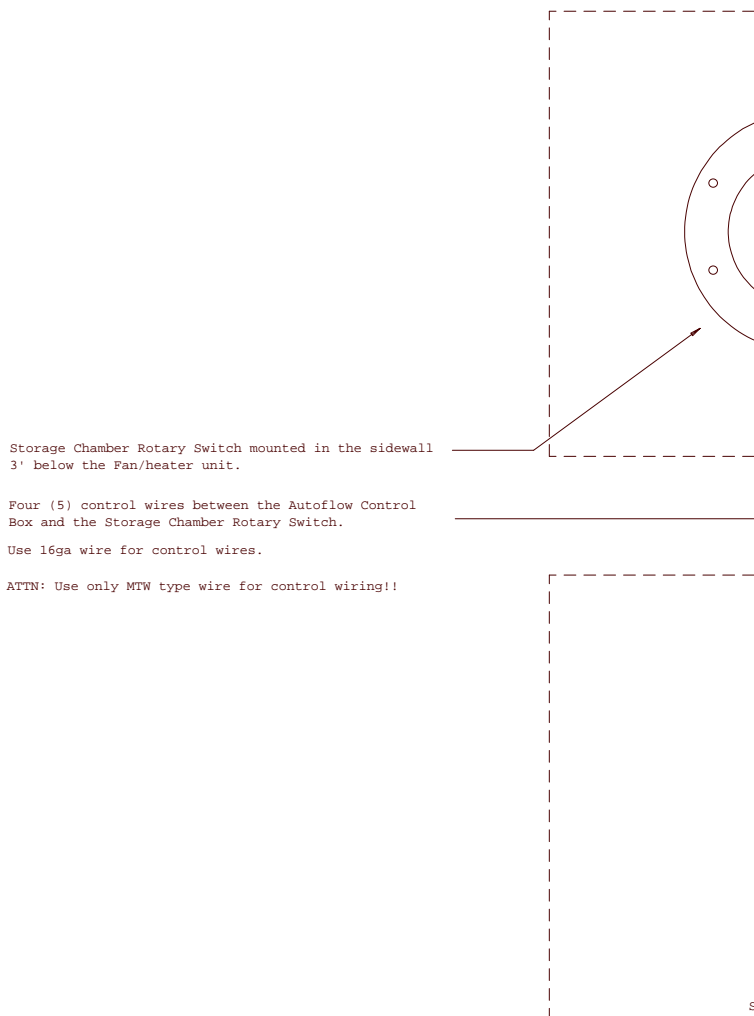 Storage Chamber Rotary Switch mounted in the sidewall
3' below the Fan/heater unit.
Four (5) control wires between the Autoflow Control
Box and the Storage Chamber Rotary Switch.
Use 16ga wire for control wires.
ATTN: Use only MTW type wire for control wiring!!